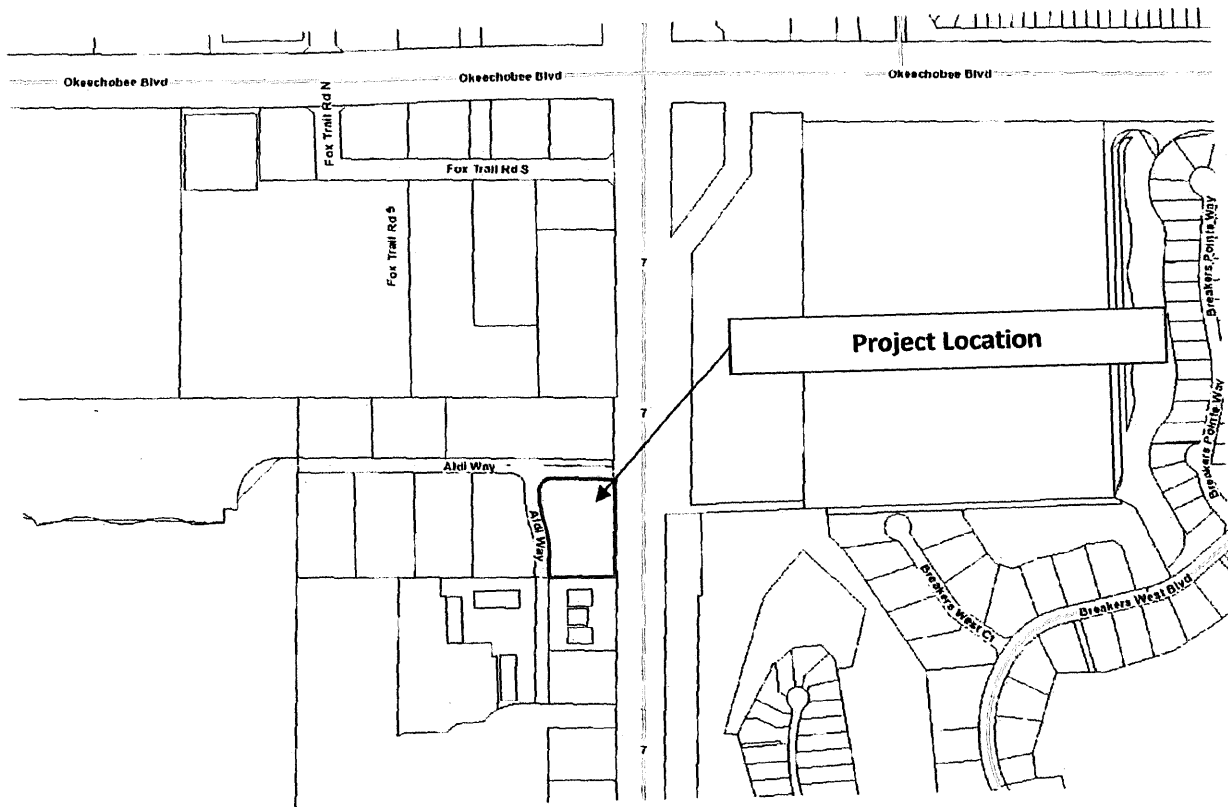 Okeechobee Blvd
Okeechobee Blvd
Okeechobee Blvd
Fox Trail Rd N
Fox Trail Rd S
Fox Trail Rd S
7
Breakers Pointe Way
Project Location
7
Breakers Pointe Way
Aldi Way
Aldi Way
Breakers West Ct
Breakers West Blvd
7